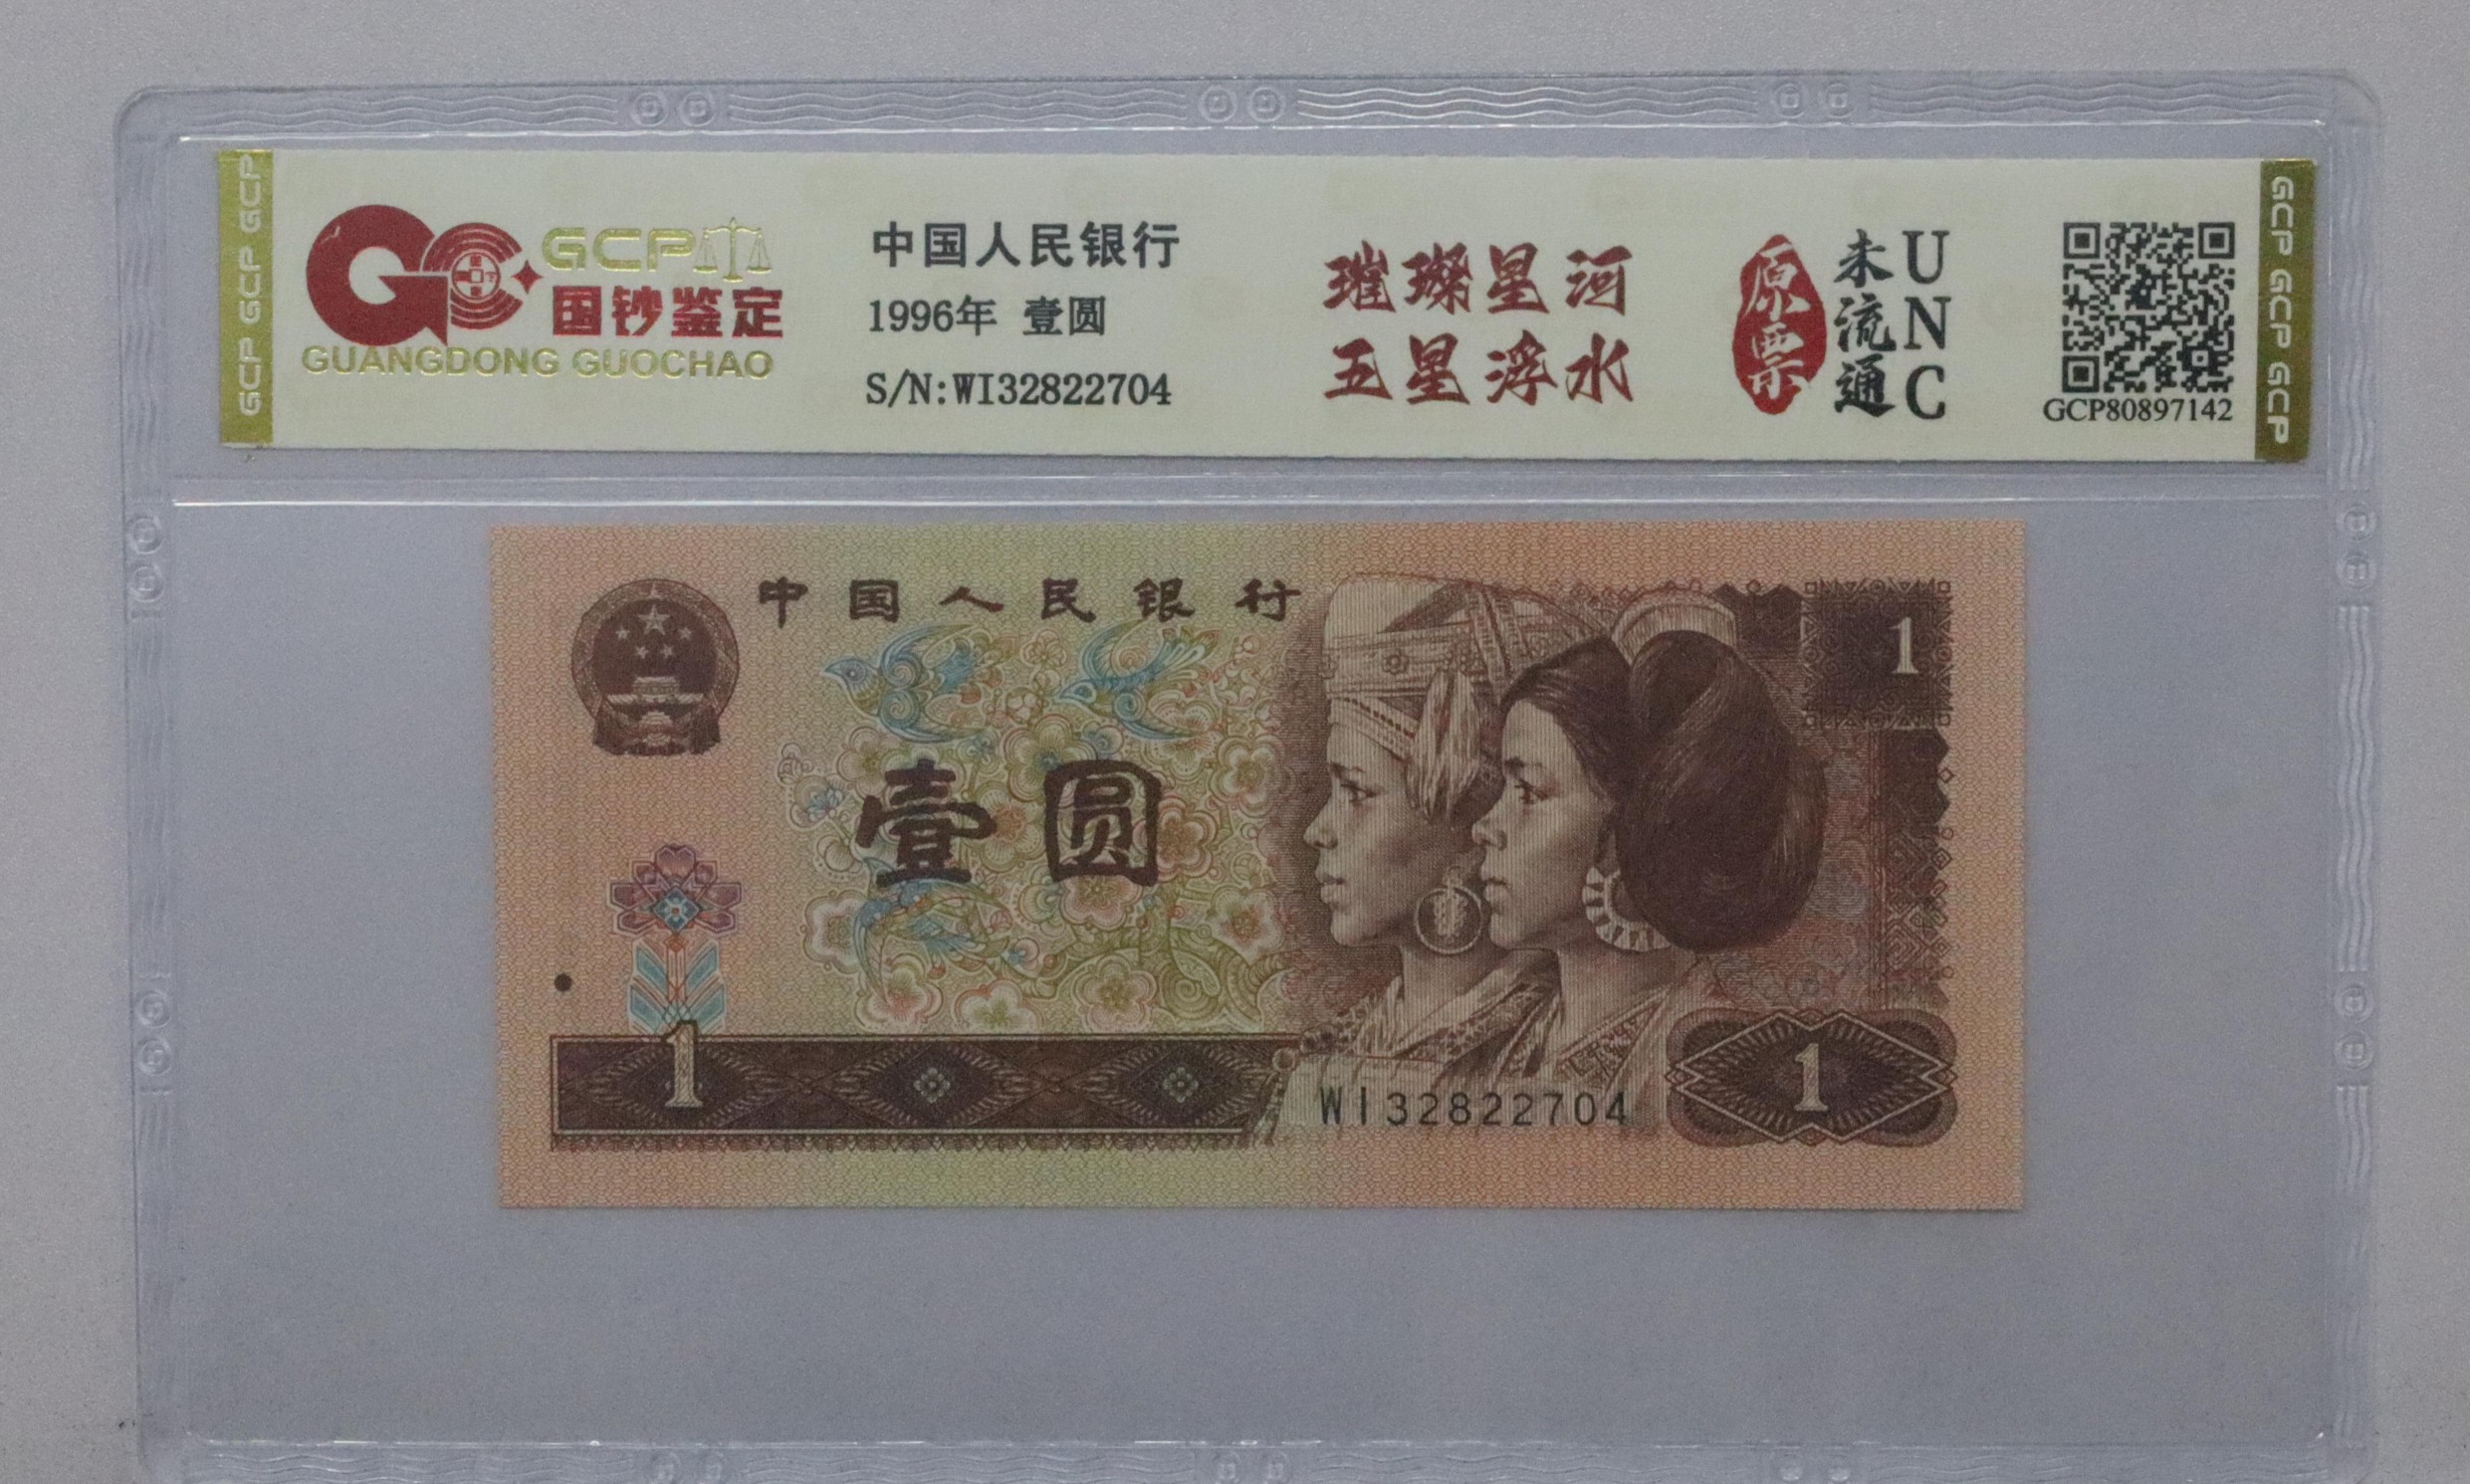 GCP GCP GCP
GCP
国钞鉴定
GUANGDONG GUOCHAO
中国人民银行
1996年 壹圆
S/N:WI32822704
璀璨星河
五星浮水
原票
未流通
UNC
GCP80897142
GCP GCP GCP
中国人民银行
1
壹圆
1
WI32822704
1